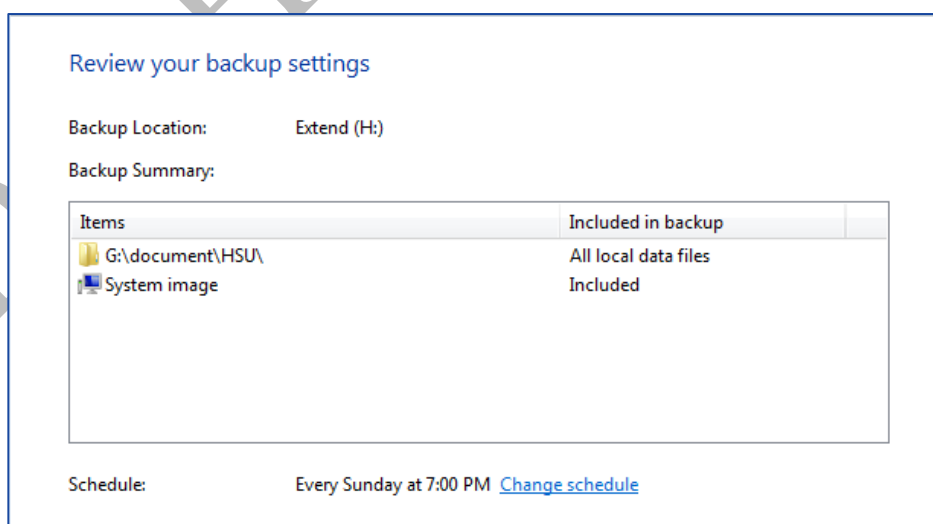 Review your backup settings
Backup Location: Extend (H:)
Backup Summary:
Items Included in backup
G:\document\HSU\ All local data files
System image Included
Schedule: Every Sunday at 7:00 PM Change schedule